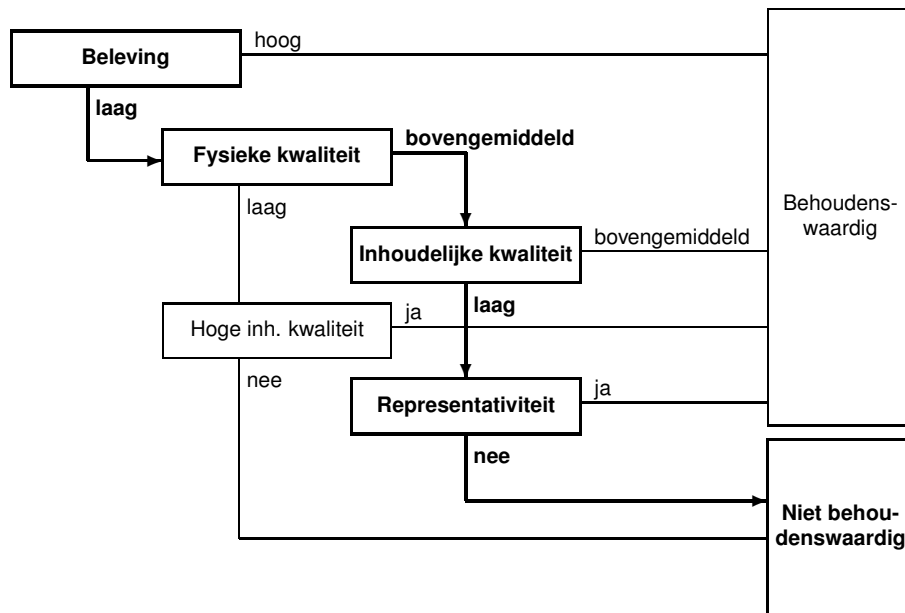 Beleving
hoog
laag
Fysieke kwaliteit
bovengemiddeld
laag
Behoudens-
waardig
Inhoudelijke kwaliteit
bovengemiddeld
laag
Hoge inh. kwaliteit
ja
nee
Representativiteit
ja
nee
Niet behou-
denswaardig